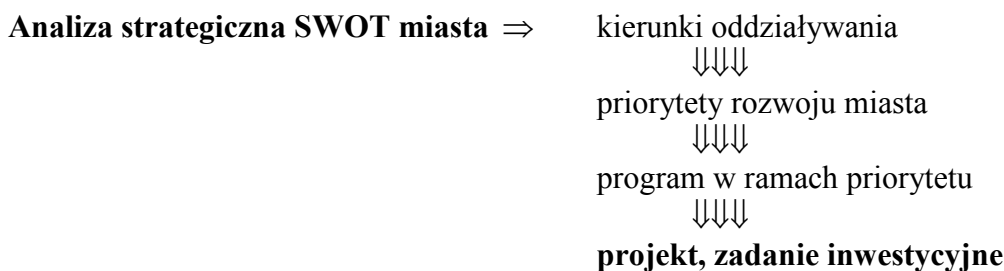 Analiza strategiczna SWOT miasta ⇒ kierunki oddziaływania
⇓⇓⇓
priorytety rozwoju miasta
⇓⇓⇓
program w ramach priorytetu
⇓⇓⇓
projekt, zadanie inwestycyjne